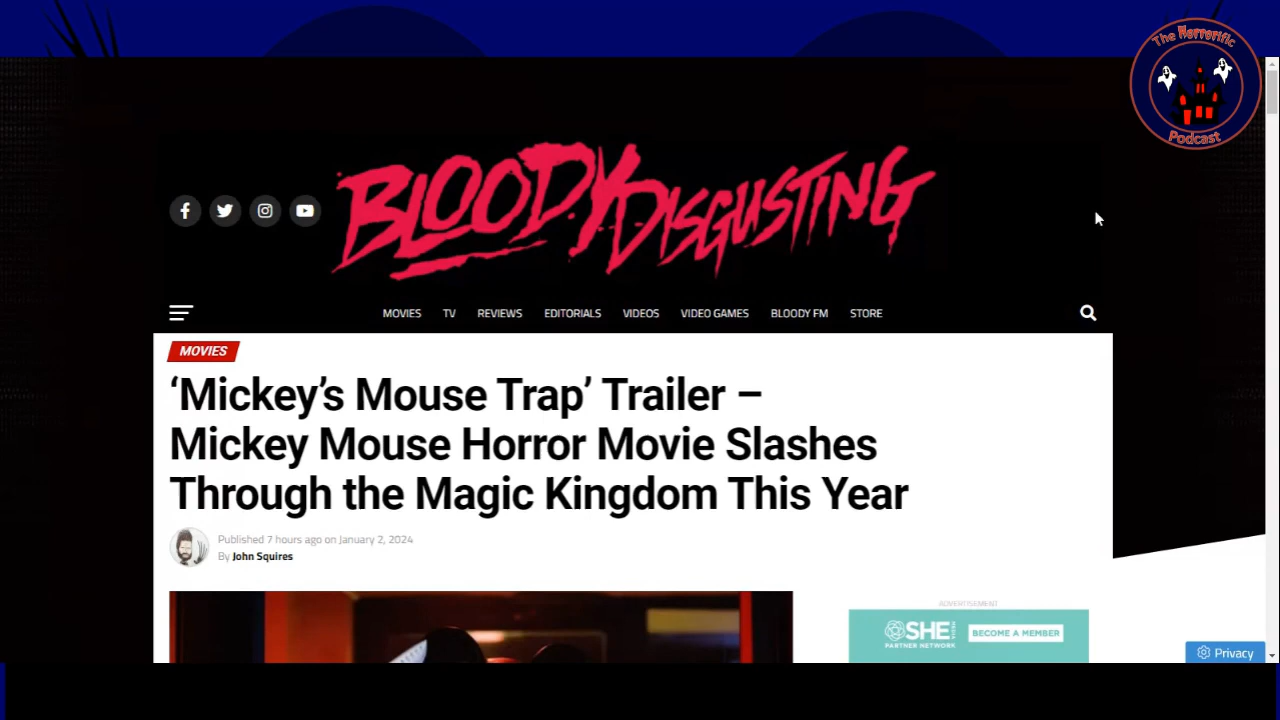 The Horrorific
Podcast
BLOODY DISGUSTING
MOVIES TV REVIEWS EDITORIALS VIDEOS VIDEO GAMES BLOODY FM STORE
MOVIES
‘Mickey’s Mouse Trap’ Trailer –
Mickey Mouse Horror Movie Slashes
Through the Magic Kingdom This Year
Published 7 hours ago on January 2, 2024
By John Squires
ADVERTISEMENT
SHE MEDIA
PARTNER NETWORK
BECOME A MEMBER
Privacy